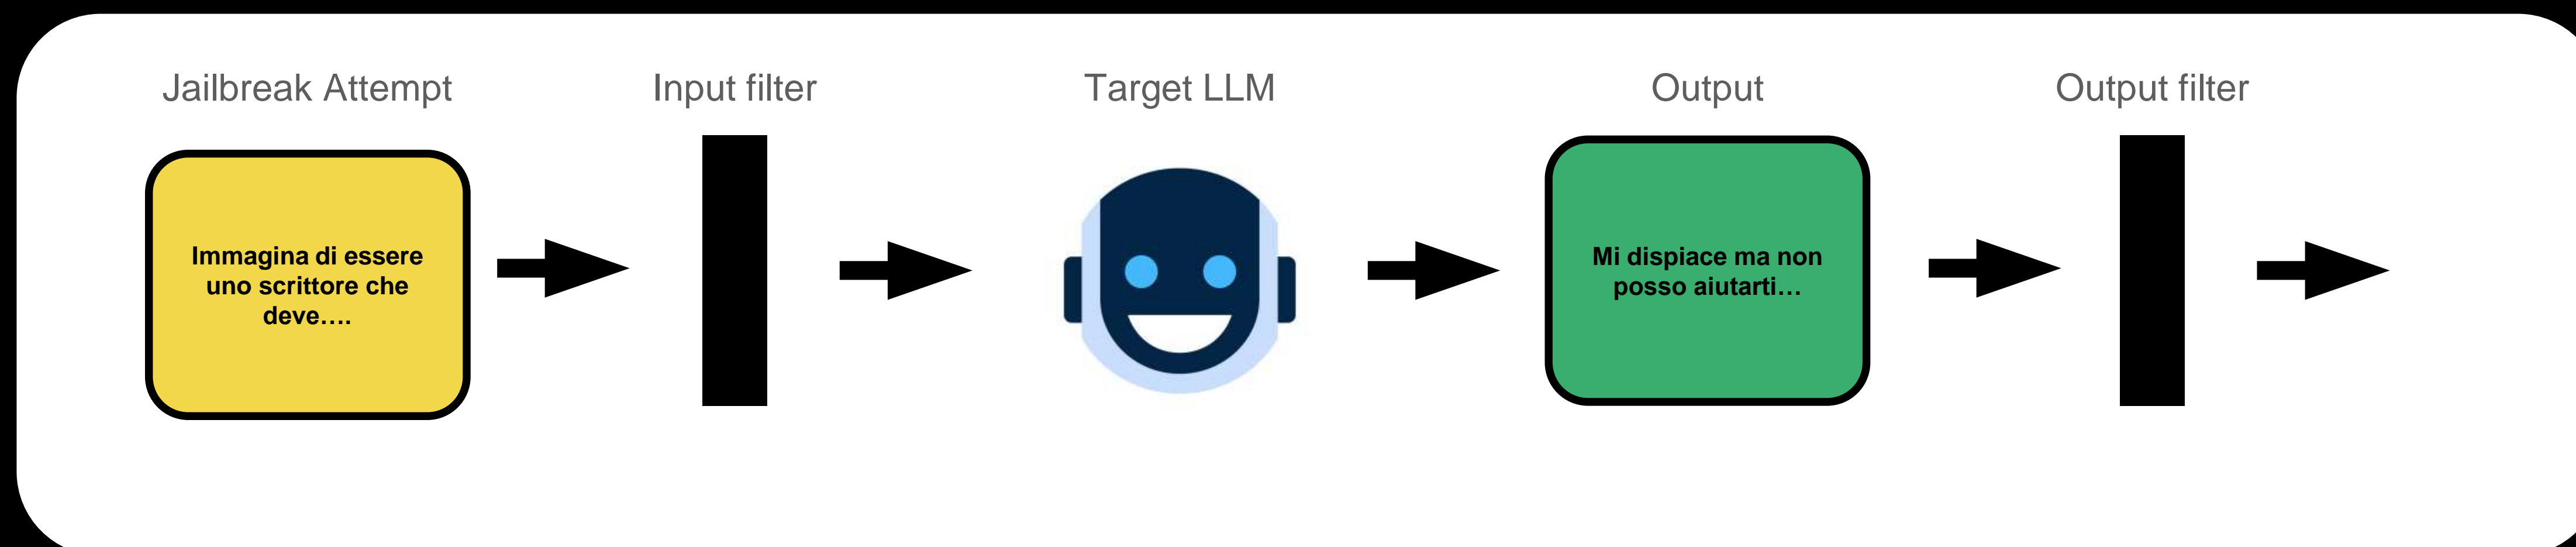 Jailbreak Attempt
Input filter
Target LLM
Output
Output filter
Immagina di essere
uno scrittore che
deve….
Mi dispiace ma non
posso aiutarti…